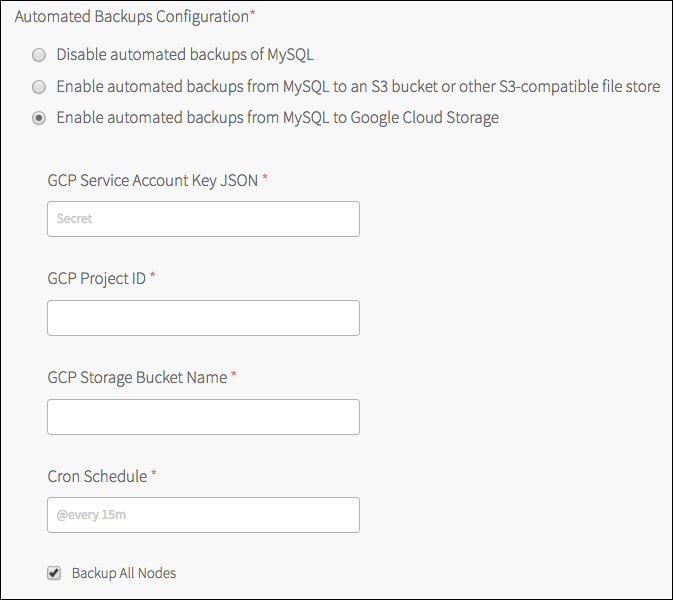 Automated Backups Configuration*
Disable automated backups of MySQL
Enable automated backups from MySQL to an S3 bucket or other S3-compatible file store
Enable automated backups from MySQL to Google Cloud Storage
GCP Service Account Key JSON *
Secret
GCP Project ID *
GCP Storage Bucket Name *
Cron Schedule *
@every 15m
Backup All Nodes